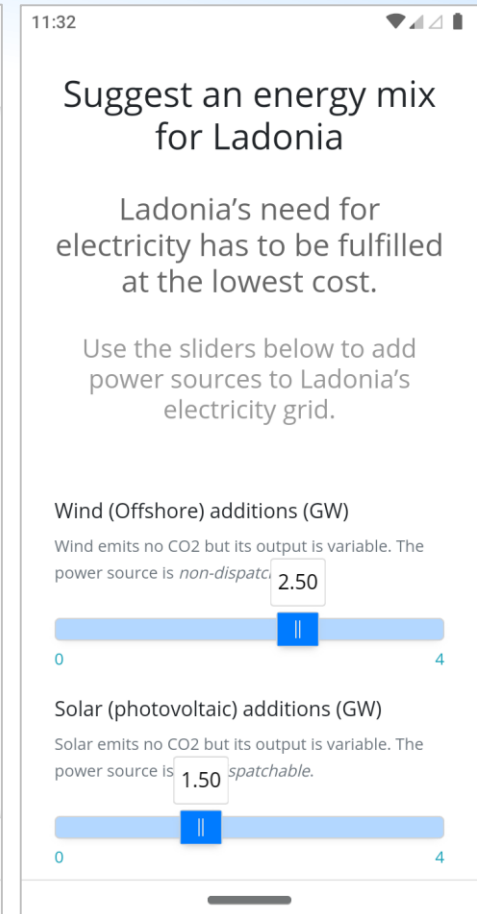 11:32
Suggest an energy mix
for Ladonia
Ladonia’s need for
electricity has to be fulfilled
at the lowest cost.
Use the sliders below to add
power sources to Ladonia’s
electricity grid.
Wind (Offshore) additions (GW)
Wind emits no CO2 but its output is variable. The
power source is non-dispatc
2.50
0 4
Solar (photovoltaic) additions (GW)
Solar emits no CO2 but its output is variable. The
power source is spatchable.
1.50
0 4